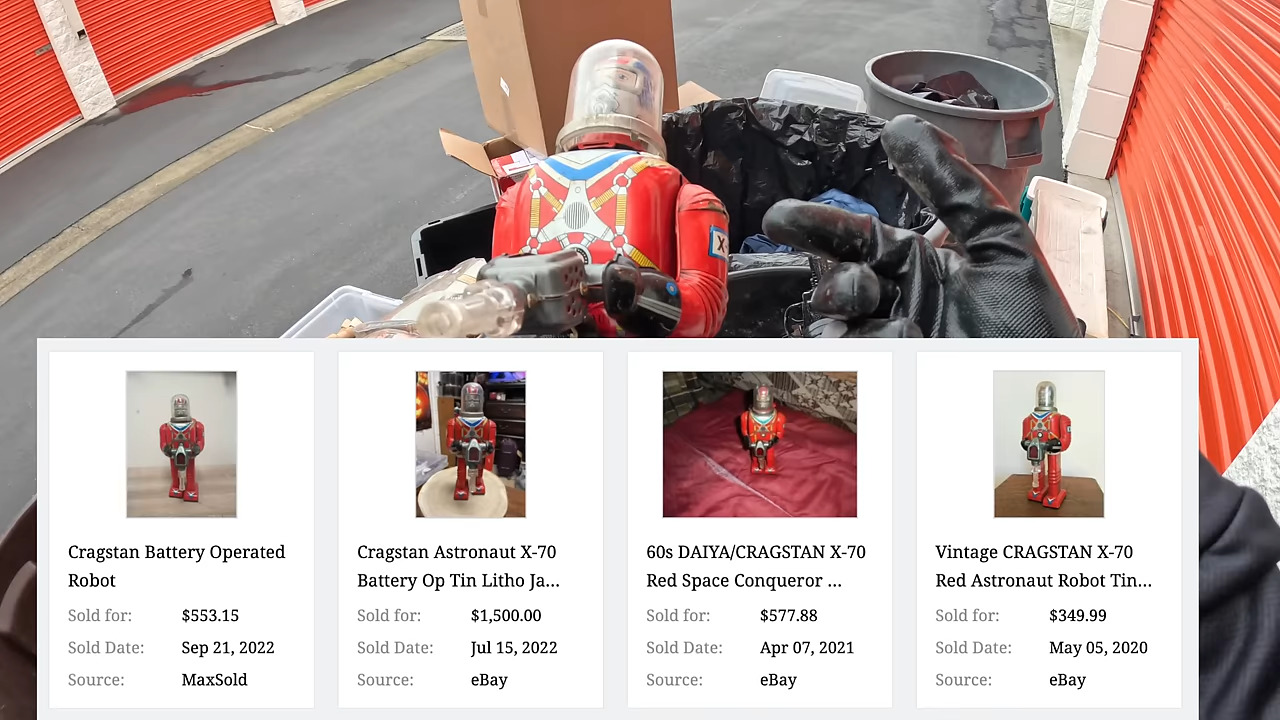 X
Cragstan Battery Operated
Robot
Sold for: $553.15
Sold Date: Sep 21, 2022
Source: MaxSold
Cragstan Astronaut X-70
Battery Op Tin Litho Ja...
Sold for: $1,500.00
Sold Date: Jul 15, 2022
Source: eBay
60s DAIYA/CRAGSTAN X-70
Red Space Conqueror ...
Sold for: $577.88
Sold Date: Apr 07, 2021
Source: eBay
Vintage CRAGSTAN X-70
Red Astronaut Robot Tin...
Sold for: $349.99
Sold Date: May 05, 2020
Source: eBay